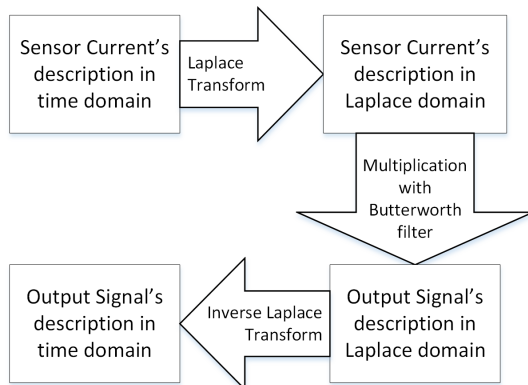 Sensor Current's
description in
time domain
Laplace
Transform
Sensor Current's
description in
Laplace domain
Multiplication
with
Butterworth
filter
Output Signal's
description in
time domain
Inverse Laplace
Transform
Output Signal's
description in
Laplace domain